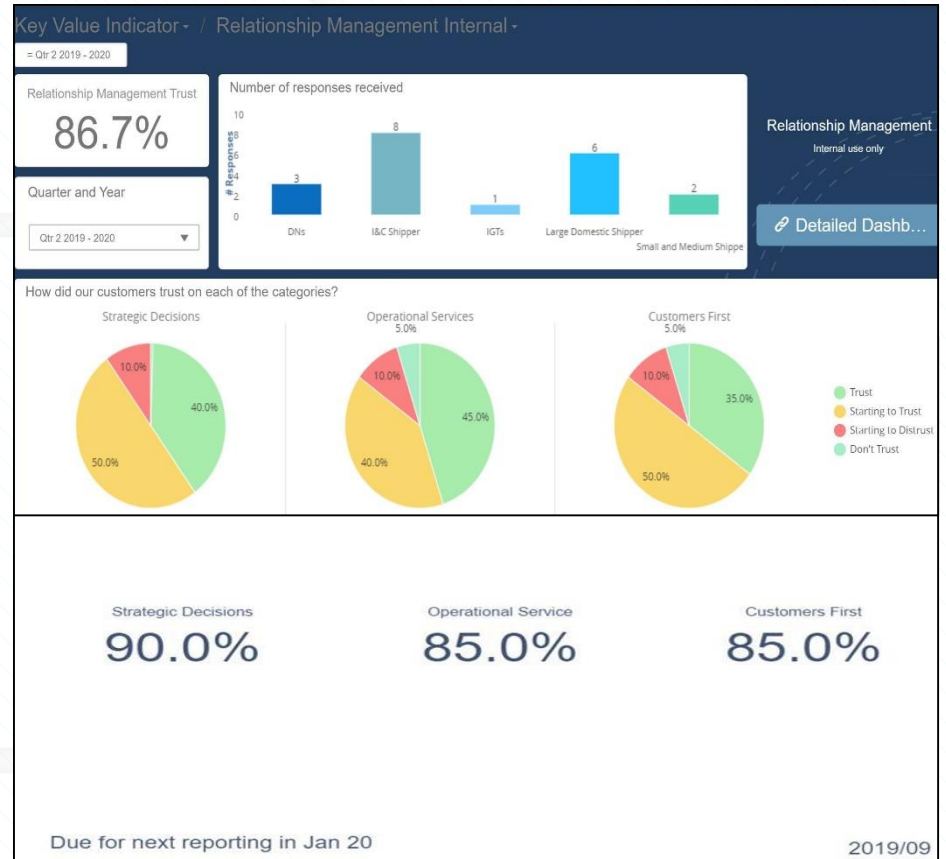 Key Value Indicator - / Relationship Management Internal -
= Qtr 2 2019 - 2020
Relationship Management Trust
86.7%
Quarter and Year
Qtr 2 2019 - 2020
Number of responses received
# Responses
10
8
6
4
2
0
3
8
1
6
2
DNs
I&C Shipper
IGTs
Large Domestic Shipper
Small and Medium Shippe
Relationship Management
Internal use only
Detailed Dashb...
How did our customers trust on each of the categories?
Strategic Decisions
10.0%
40.0%
50.0%
Operational Services
5.0%
10.0%
45.0%
40.0%
Customers First
5.0%
10.0%
35.0%
50.0%
Trust
Starting to Trust
Starting to Distrust
Don't Trust
Strategic Decisions
90.0%
Operational Service
85.0%
Customers First
85.0%
Due for next reporting in Jan 20
2019/09